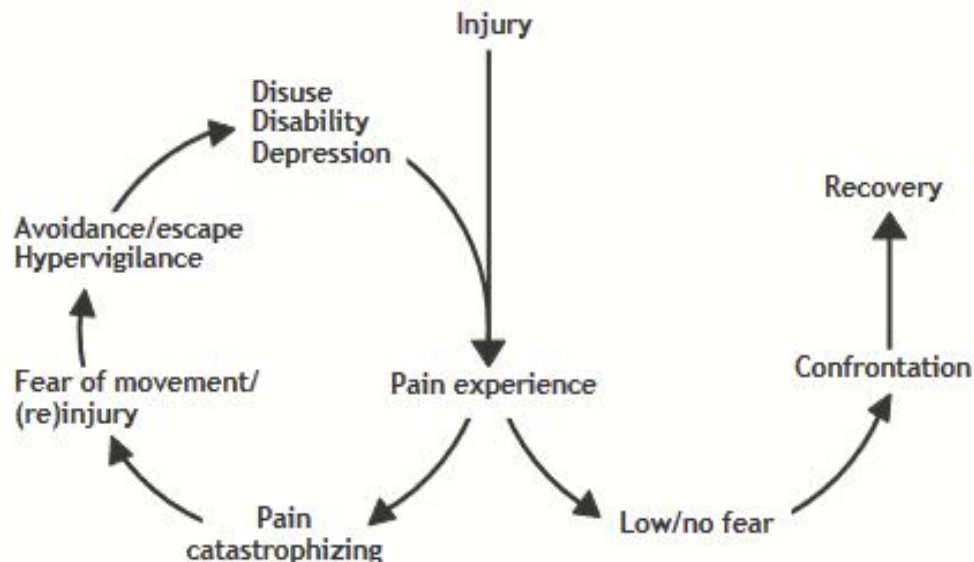 Injury
Disuse
Disability
Depression
Recovery
Avoidance/escape
Hypervigilance
Fear of movement/
(re)injury
Pain experience
Confrontation
Pain
catastrophizing
Low/no fear